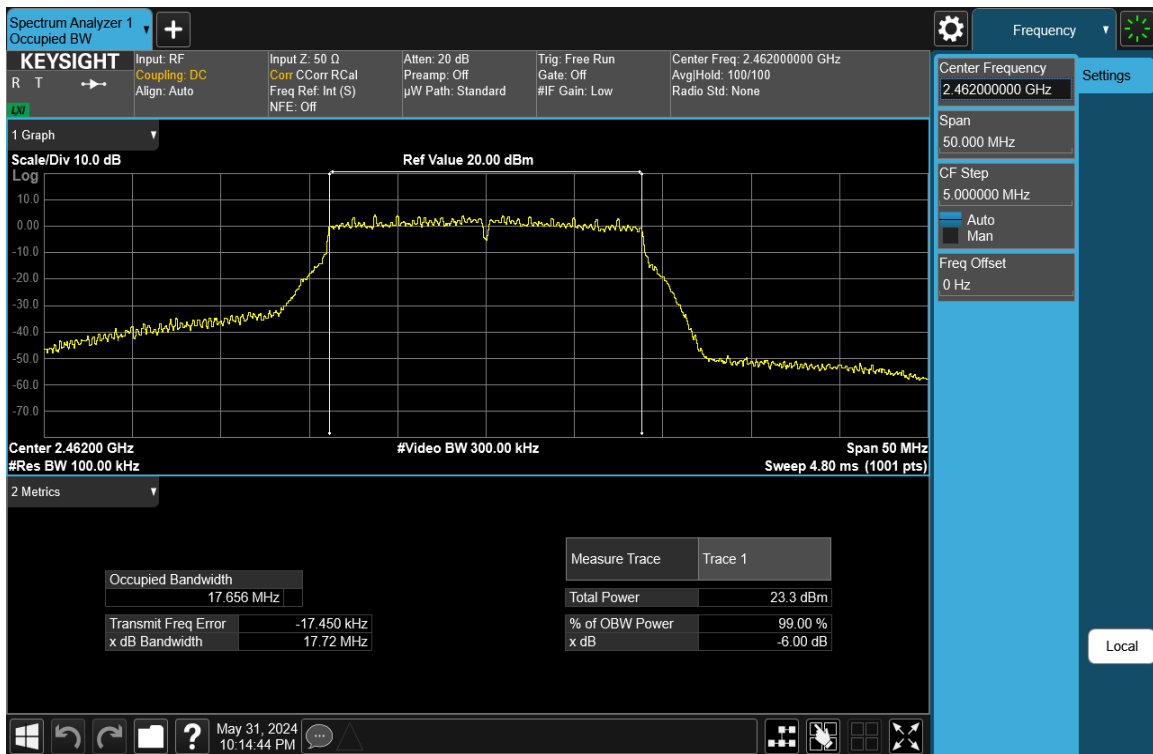 Spectrum Analyzer 1
Occupied BW
Frequency
KEYSIGHT
R T
LXI
Input: RF
Coupling: DC
Align: Auto
Input Z: 50 Ω
Corr CCorr RCal
Freq Ref: Int (S)
NFE: Off
Atten: 20 dB
Preamp: Off
µW Path: Standard
Trig: Free Run
Gate: Off
#IF Gain: Low
Center Freq: 2.462000000 GHz
Avg|Hold: 100/100
Radio Std: None
Center Frequency
2.462000000 GHz
Settings
Span
50.000 MHz
CF Step
5.000000 MHz
Auto
Man
Freq Offset
0 Hz
Local
1 Graph
Scale/Div 10.0 dB
Ref Value 20.00 dBm
Log
10.0
0.00
-10.0
-20.0
-30.0
-40.0
-50.0
-60.0
-70.0
Center 2.46200 GHz
#Video BW 300.00 kHz
Span 50 MHz
#Res BW 100.00 kHz
Sweep 4.80 ms (1001 pts)
2 Metrics
Measure Trace
Trace 1
Occupied Bandwidth
17.656 MHz
Total Power
23.3 dBm
Transmit Freq Error
-17.450 kHz
% of OBW Power
99.00 %
x dB Bandwidth
17.72 MHz
x dB
-6.00 dB
?
May 31, 2024
10:14:44 PM